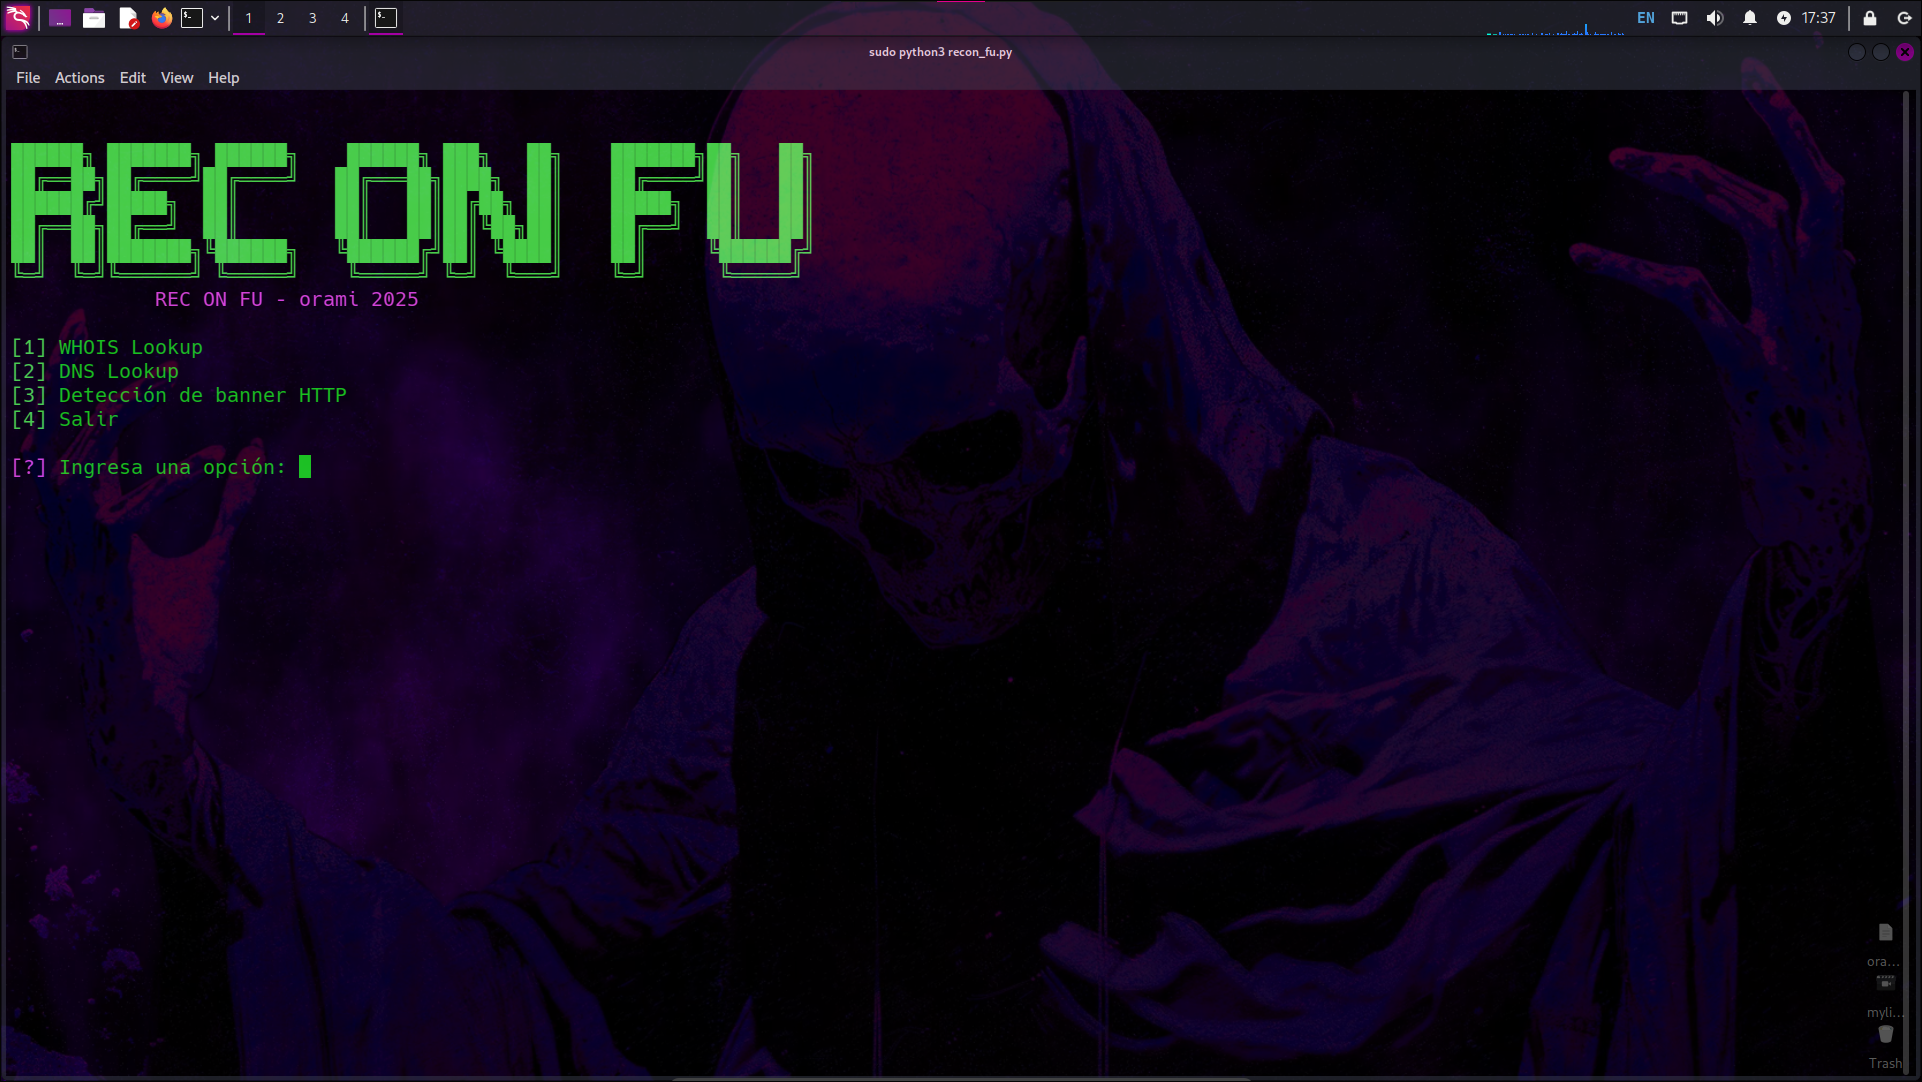 1 2 3 4 EN 17:37
sudo python3 recon_fu.py
File Actions Edit View Help
REC ON FU
REC ON FU - orami 2025
[1] WHOIS Lookup
[2] DNS Lookup
[3] Detección de banner HTTP
[4] Salir
[?] Ingresa una opción:
ora...
myli...
Trash